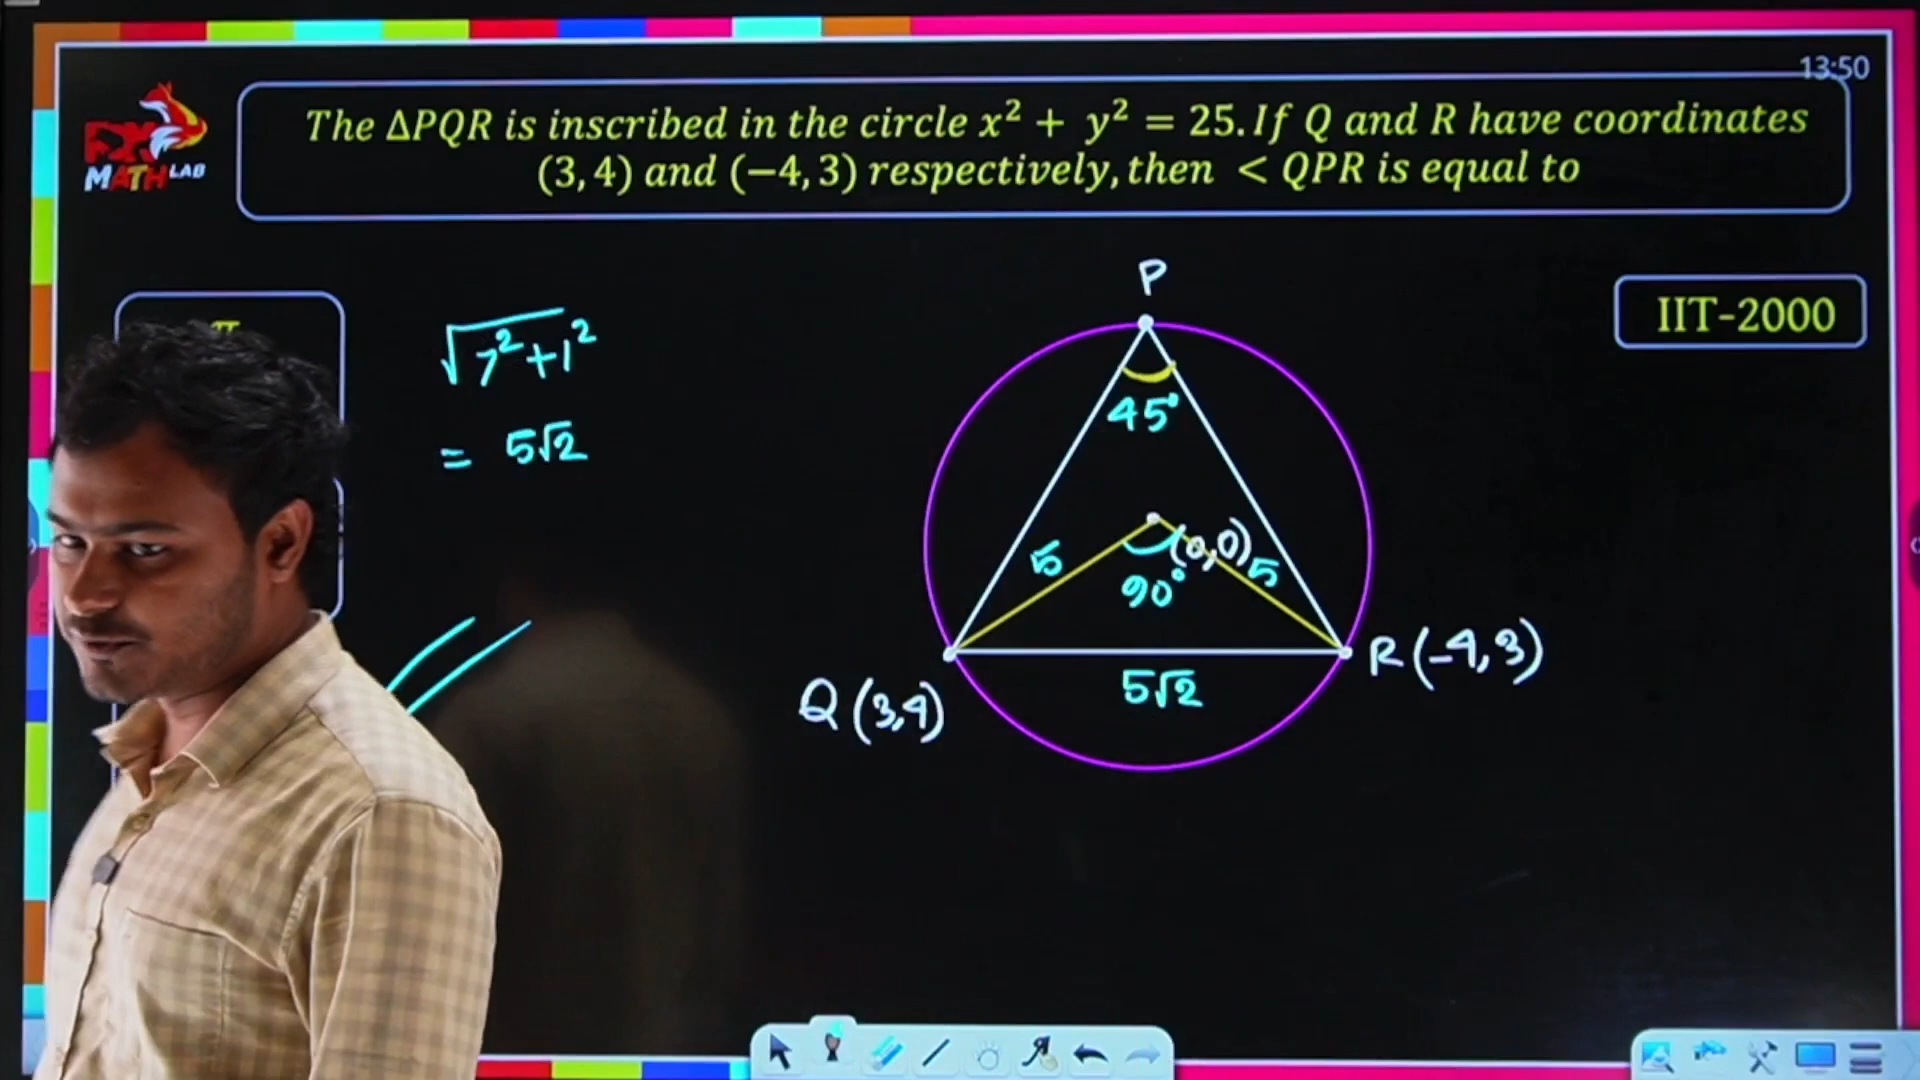 13:50
MATH LAB
The ΔPQR is inscribed in the circle x² + y² = 25. If Q and R have coordinates
(3, 4) and (−4, 3) respectively, then < QPR is equal to
IIT-2000
P
√7²+1²
= 5√2
45°
(0,0)
5
5
90°
R (-4,3)
Q (3,4)
5√2